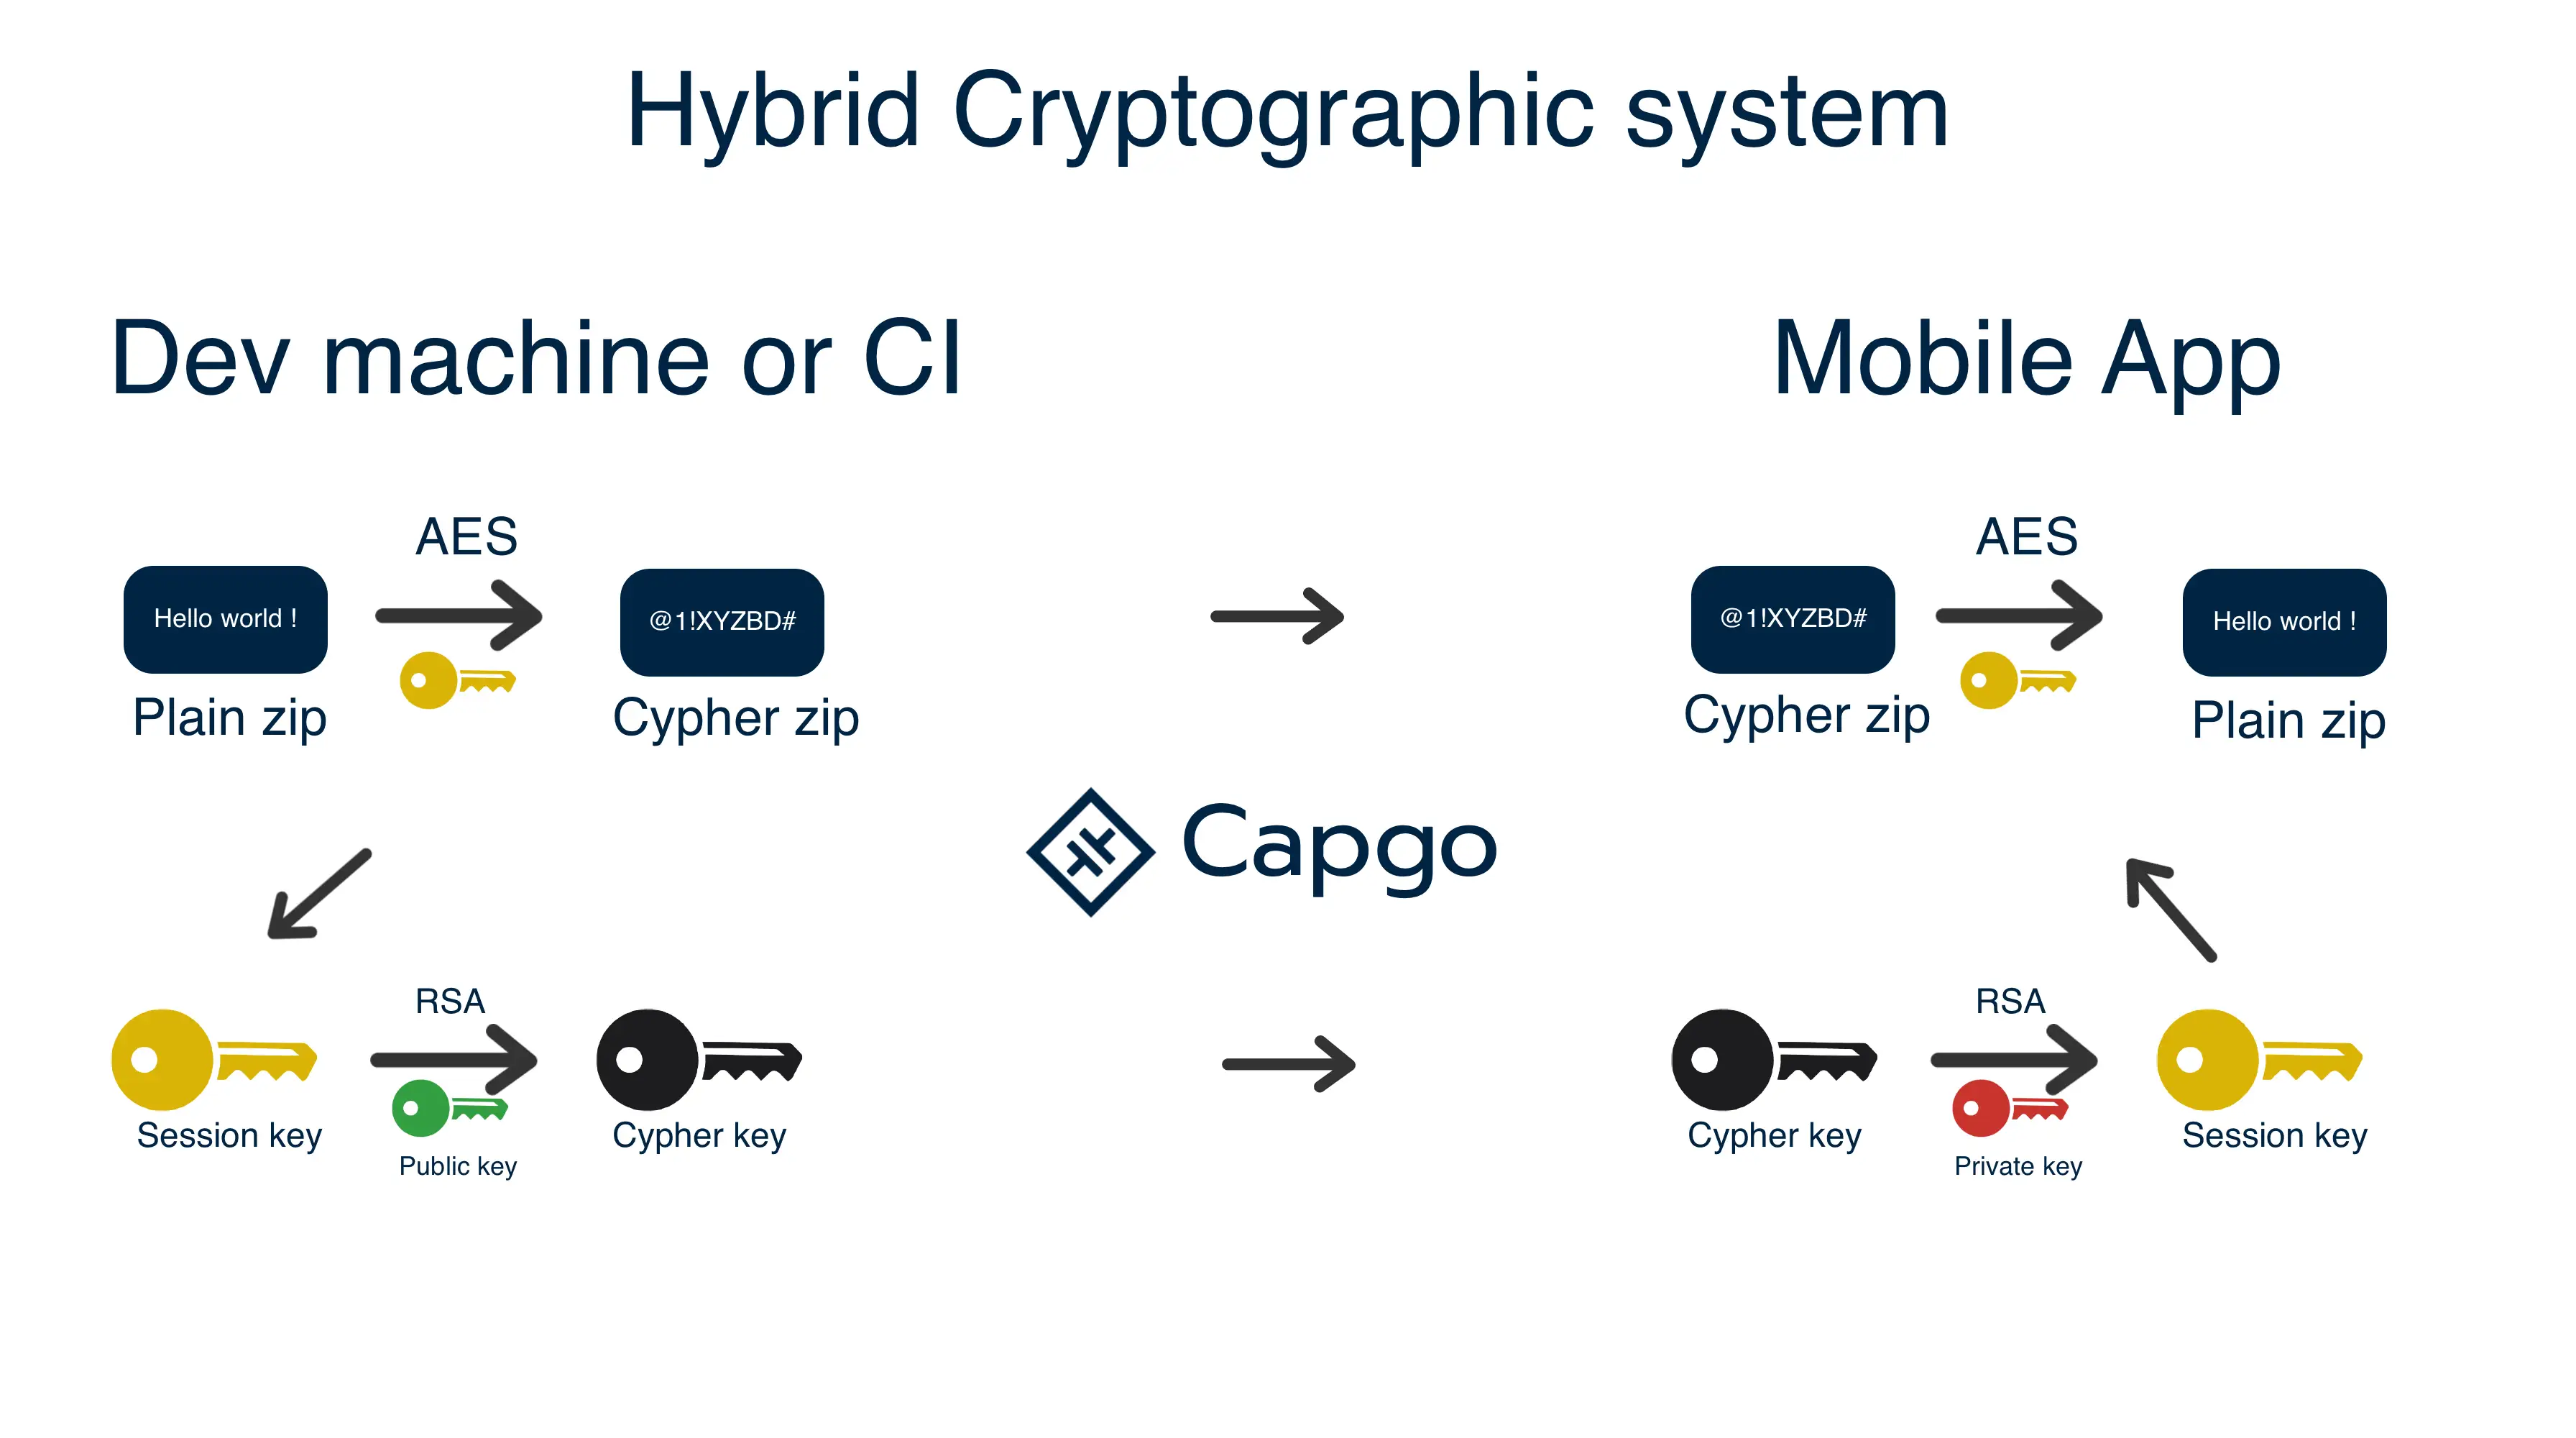 Hybrid Cryptographic system
Dev machine or CI
Mobile App
AES
Hello world !
@1!XYZBD#
Plain zip
Cypher zip
AES
@1!XYZBD#
Hello world !
Cypher zip
Plain zip
Capgo
RSA
Session key
Public key
Cypher key
RSA
Cypher key
Private key
Session key